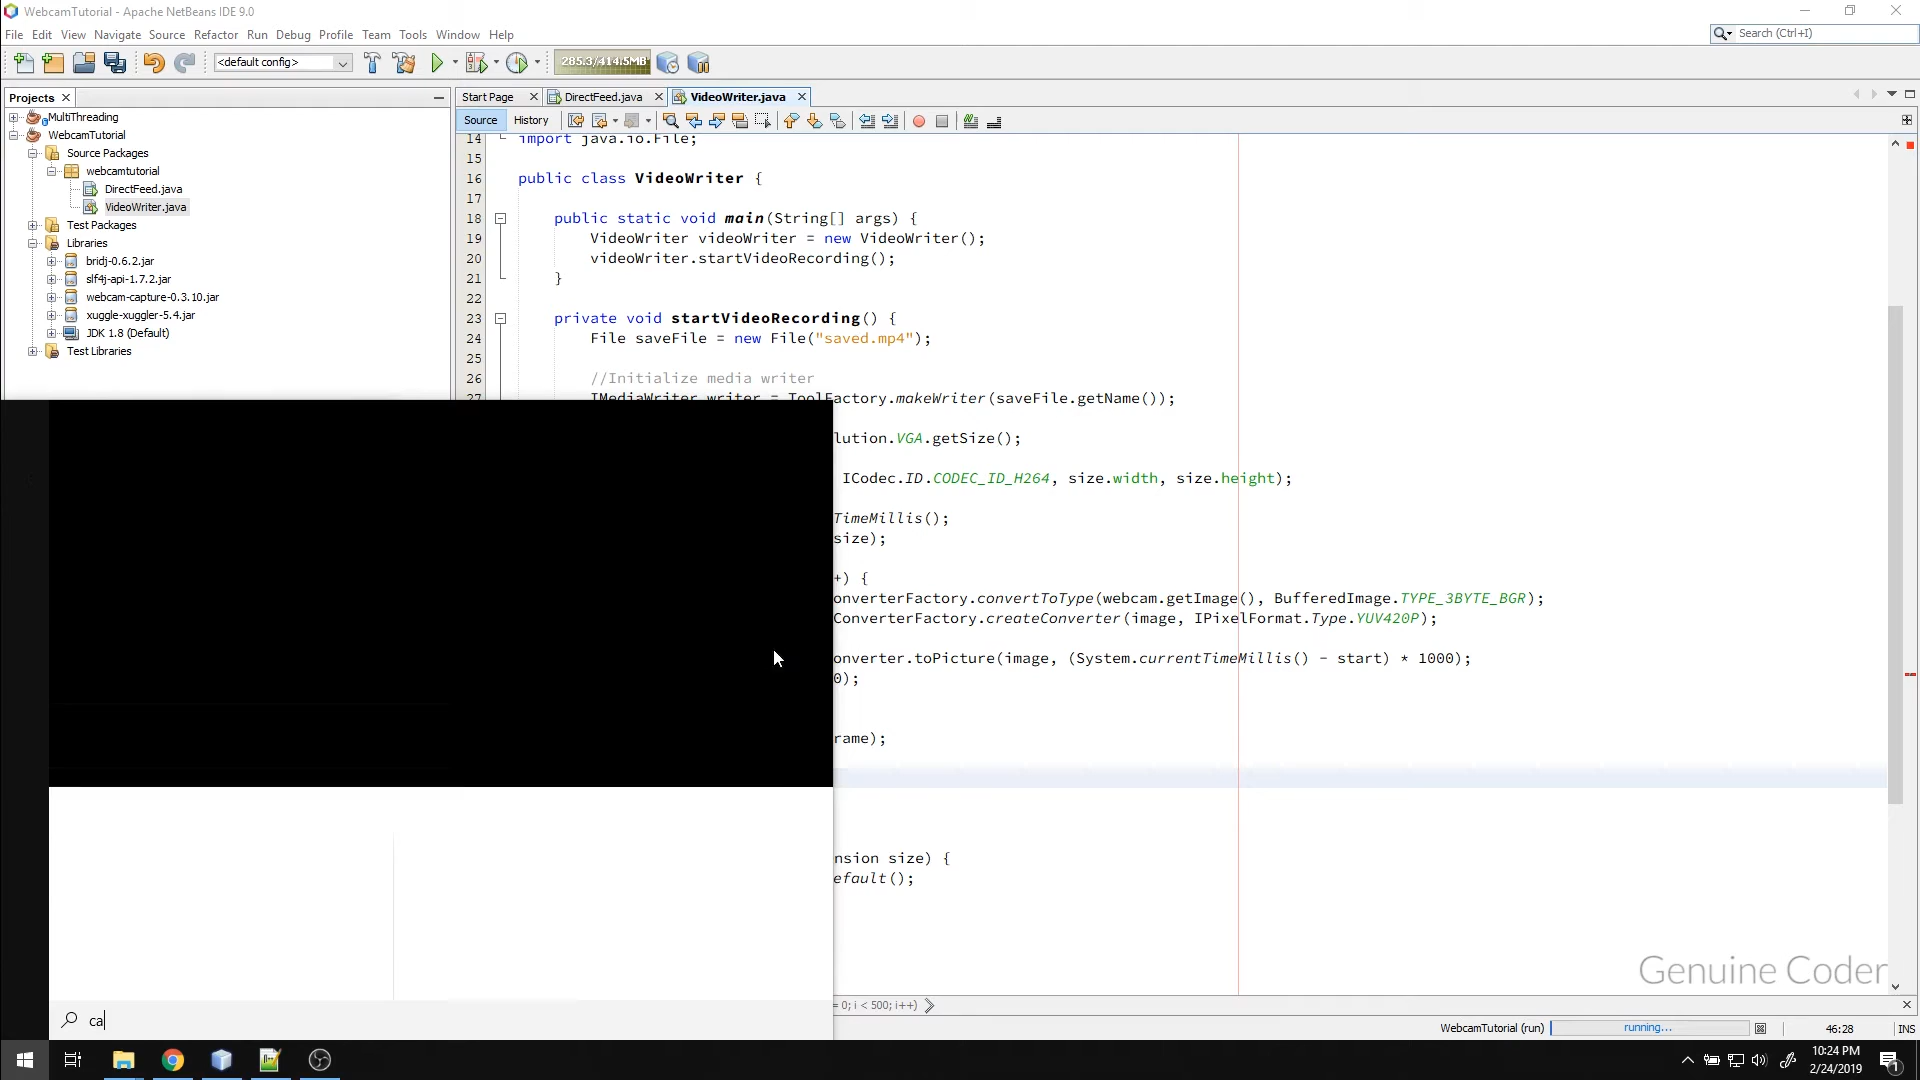 WebcamTutorial - Apache NetBeans IDE 9.0
File Edit View Navigate Source Refactor Run Debug Profile Team Tools Window Help
Search (Ctrl+I)
<default config>
285.3/414.5MB
Projects
Start Page
DirectFeed.java
VideoWriter.java
MultiThreading
WebcamTutorial
Source Packages
webcamtutorial
DirectFeed.java
VideoWriter.java
Test Packages
Libraries
bridj-0.6.2.jar
slf4j-api-1.7.2.jar
webcam-capture-0.3.10.jar
xuggle-xuggler-5.4.jar
JDK 1.8 (Default)
Test Libraries
Source History
14 import java.io.File;
15
16 public class VideoWriter {
17
18 public static void main(String[] args) {
19 VideoWriter videoWriter = new VideoWriter();
20 videoWriter.startVideoRecording();
21 }
22
23 private void startVideoRecording() {
24 File saveFile = new File("saved.mp4");
25
26 //Initialize media writer
27 IMediaWriter writer = ToolFactory.makeWriter(saveFile.getName());
lution.VGA.getSize();
ICodec.ID.CODEC_ID_H264, size.width, size.height);
TimeMillis();
size);
+) {
onverterFactory.convertToType(webcam.getImage(), BufferedImage.TYPE_3BYTE_BGR);
ConverterFactory.createConverter(image, IPixelFormat.Type.YUV420P);
onverter.toPicture(image, (System.currentTimeMillis() - start) * 1000);
0);
rame);
nsion size) {
efault();
Genuine Coder
= 0; i < 500; i++)
ca
WebcamTutorial (run)
running...
46:28
INS
10:24 PM
2/24/2019
1